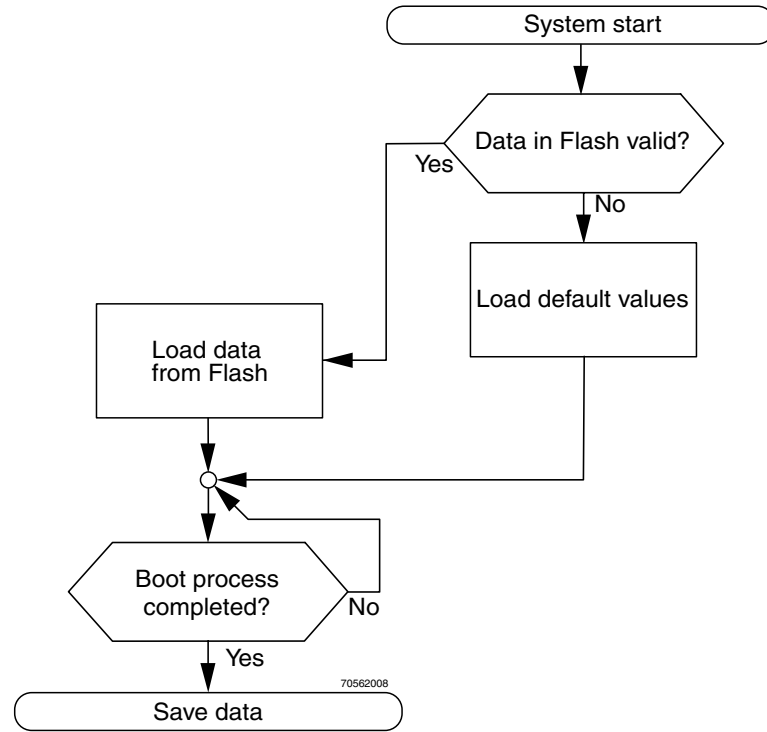 System start
Data in Flash valid?
Yes
No
Load default values
Load data
from Flash
Boot process
completed?
No
Yes
70562008
Save data